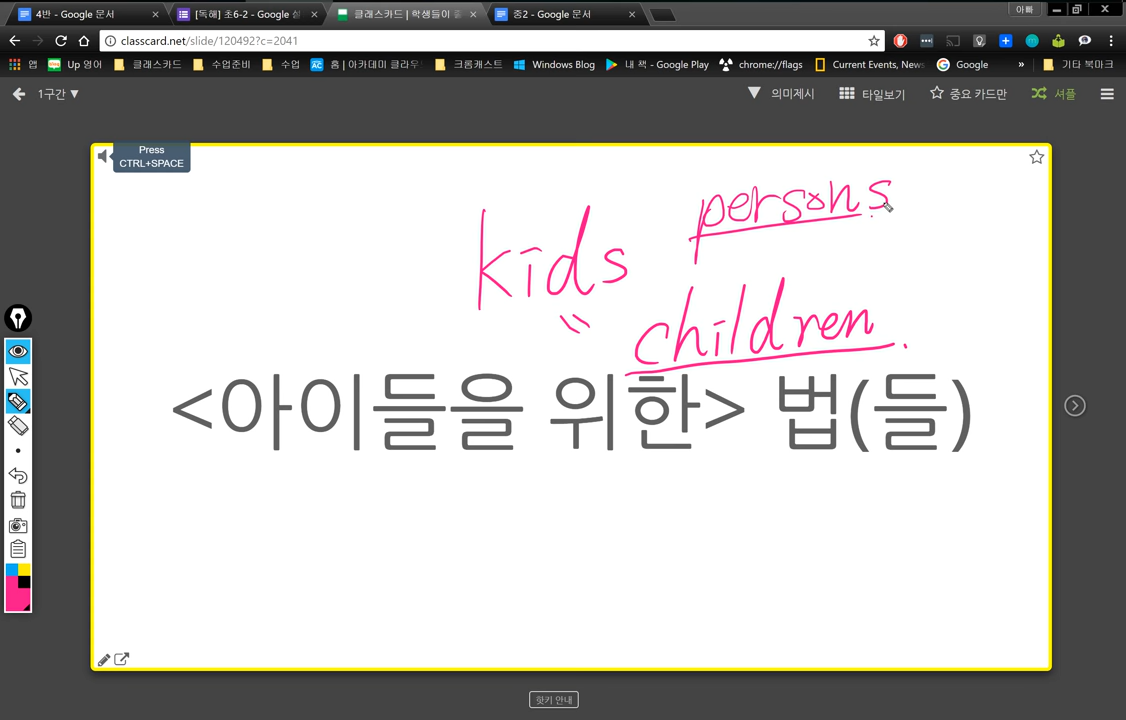 4반 - Google 문서
[독해] 초6-2 - Google 설
클래스카드 | 학생들이 좋
중2 - Google 문서
아빠
classcard.net/slide/120492?c=2041
앱
Up 영어
클래스카드
수업준비
수업
홈 | 아카데미 클라우
크롬캐스트
Windows Blog
내 책 - Google Play
chrome://flags
Current Events, News
Google
»
기타 북마크
1구간 ▼
의미제시
타일보기
중요 카드만
셔플
Press
CTRL+SPACE
persons
kids
children.
<아이들을 위한> 법(들)
핫키 안내